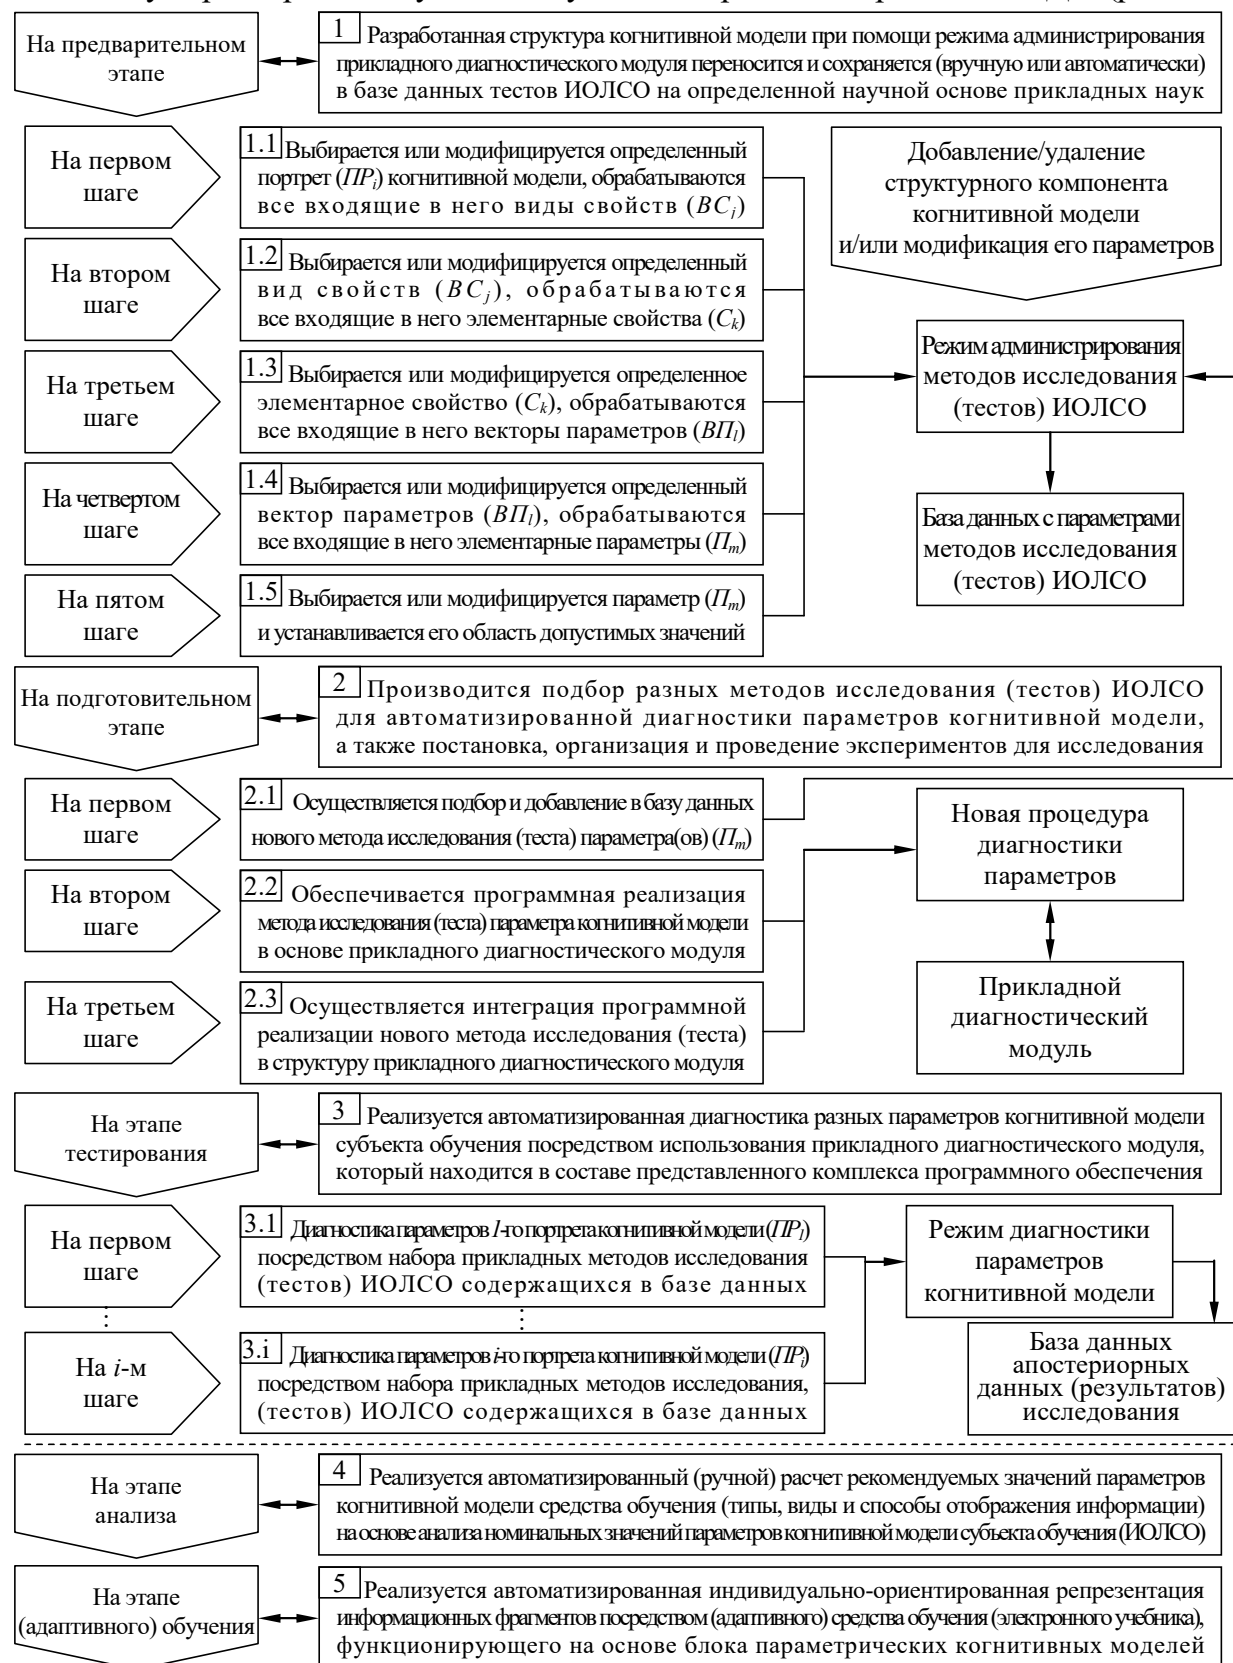 На предварительном
этапе
1 Разработанная структура когнитивной модели при помощи режима администрирования
прикладного диагностического модуля переносится и сохраняется (вручную или автоматически)
в базе данных тестов ИОЛСО на определенной научной основе прикладных наук
На первом
шаге
1.1 Выбирается или модифицируется определенный
портрет (ПРi) когнитивной модели, обрабатываются
все входящие в него виды свойств (ВСj)
Добавление/удаление
структурного компонента
когнитивной модели
и/или модификация его параметров
На втором
шаге
1.2 Выбирается или модифицируется определенный
вид свойств (ВСj), обрабатываются
все входящие в него элементарные свойства (Сk)
На третьем
шаге
1.3 Выбирается или модифицируется определенное
элементарное свойство (Сk), обрабатываются
все входящие в него векторы параметров (ВПl)
Режим администрирования
методов исследования
(тестов) ИОЛСО
На четвертом
шаге
1.4 Выбирается или модифицируется определенный
вектор параметров (ВПl), обрабатываются
все входящие в него элементарные параметры (Пm)
База данных с параметрами
методов исследования
(тестов) ИОЛСО
На пятом
шаге
1.5 Выбирается или модифицируется параметр (Пm)
и устанавливается его область допустимых значений
На подготовительном
этапе
2 Производится подбор разных методов исследования (тестов) ИОЛСО
для автоматизированной диагностики параметров когнитивной модели,
а также постановка, организация и проведение экспериментов для исследования
На первом
шаге
2.1 Осуществляется подбор и добавление в базу данных
нового метода исследования (теста) параметра(ов) (Пm)
Новая процедура
диагностики
параметров
На втором
шаге
2.2 Обеспечивается программная реализация
метода исследования (теста) параметра когнитивной модели
в основе прикладного диагностического модуля
На третьем
шаге
2.3 Осуществляется интеграция программной
реализации нового метода исследования (теста)
в структуру прикладного диагностического модуля
Прикладной
диагностический
модуль
На этапе
тестирования
3 Реализуется автоматизированная диагностика разных параметров когнитивной модели
субъекта обучения посредством использования прикладного диагностического модуля,
который находится в составе представленного комплекса программного обеспечения
На первом
шаге
3.1 Диагностика параметров l-го портрета когнитивной модели (ПРl)
посредством набора прикладных методов исследования
(тестов) ИОЛСО содержащихся в базе данных
Режим диагностики
параметров
когнитивной модели
На i-м
шаге
3.i Диагностика параметров i-го портрета когнитивной модели (ПРi)
посредством набора прикладных методов исследования,
(тестов) ИОЛСО содержащихся в базе данных
База данных
апостериорных
данных (результатов)
исследования
На этапе
анализа
4 Реализуется автоматизированный (ручной) расчет рекомендуемых значений параметров
когнитивной модели средства обучения (типы, виды и способы отображения информации)
на основе анализа номинальных значений параметров когнитивной модели субъекта обучения (ИОЛСО)
На этапе
(адаптивного) обучения
5 Реализуется автоматизированная индивидуально-ориентированная репрезентация
информационных фрагментов посредством (адаптивного) средства обучения (электронного учебника),
функционирующего на основе блока параметрических когнитивных моделей